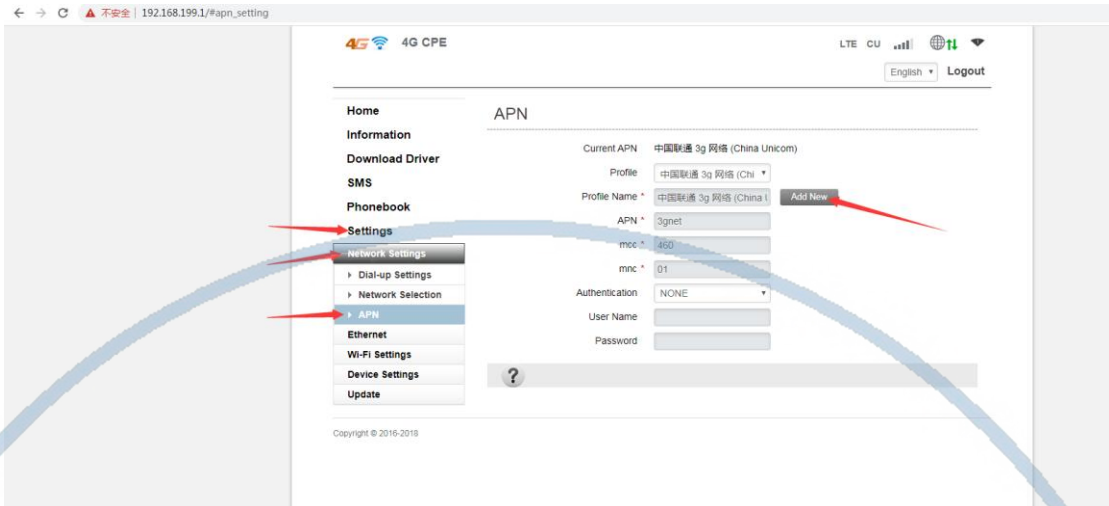 不安全 | 192.168.199.1/#apn_setting
4G 4G CPE
LTE CU
English Logout
Home
Information
Download Driver
SMS
Phonebook
Settings
Network Settings
Dial-up Settings
Network Selection
APN
Ethernet
Wi-Fi Settings
Device Settings
Update
APN
Current APN 中国联通 3g 网络 (China Unicom)
Profile 中国联通 3g 网络 (Chi
Profile Name * 中国联通 3g 网络 (China U Add New
APN * 3gnet
mcc * 460
mnc * 01
Authentication NONE
User Name
Password
?
Copyright © 2016-2018